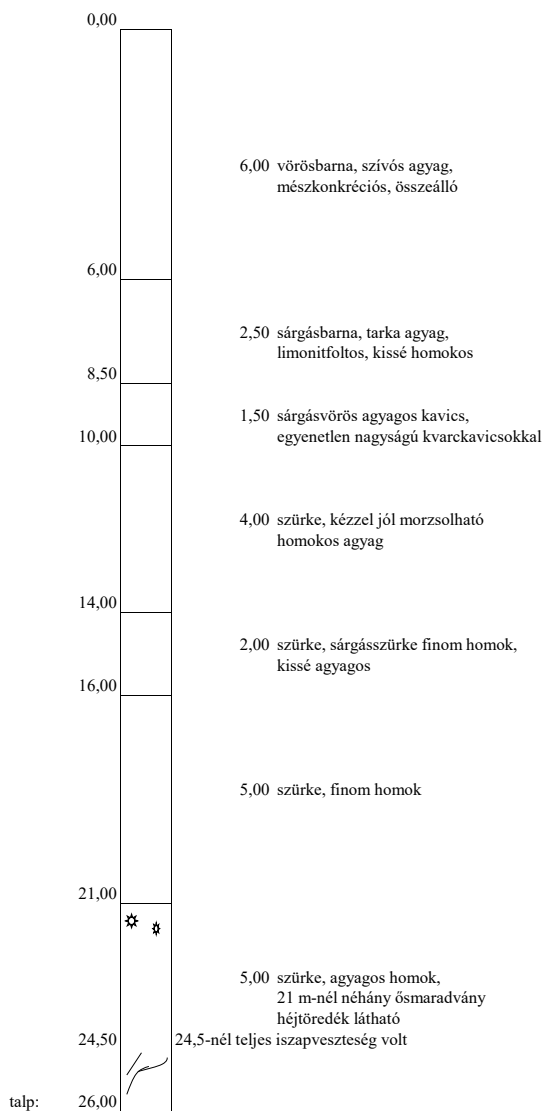 0,00
6,00 vörösbarna, szívós agyag,
mészkonkréciós, összeálló
6,00
2,50 sárgásbarna, tarka agyag,
limonitfoltos, kissé homokos
8,50
1,50 sárgásvörös agyagos kavics,
10,00 egyenetlen nagyságú kvarckavicsokkal
4,00 szürke, kézzel jól morzsolható
homokos agyag
14,00
2,00 szürke, sárgásszürke finom homok,
kissé agyagos
16,00
5,00 szürke, finom homok
21,00
5,00 szürke, agyagos homok,
21 m-nél néhány ősmaradvány
héjtöredék látható
24,50 24,5-nél teljes iszapveszteség volt
talp: 26,00